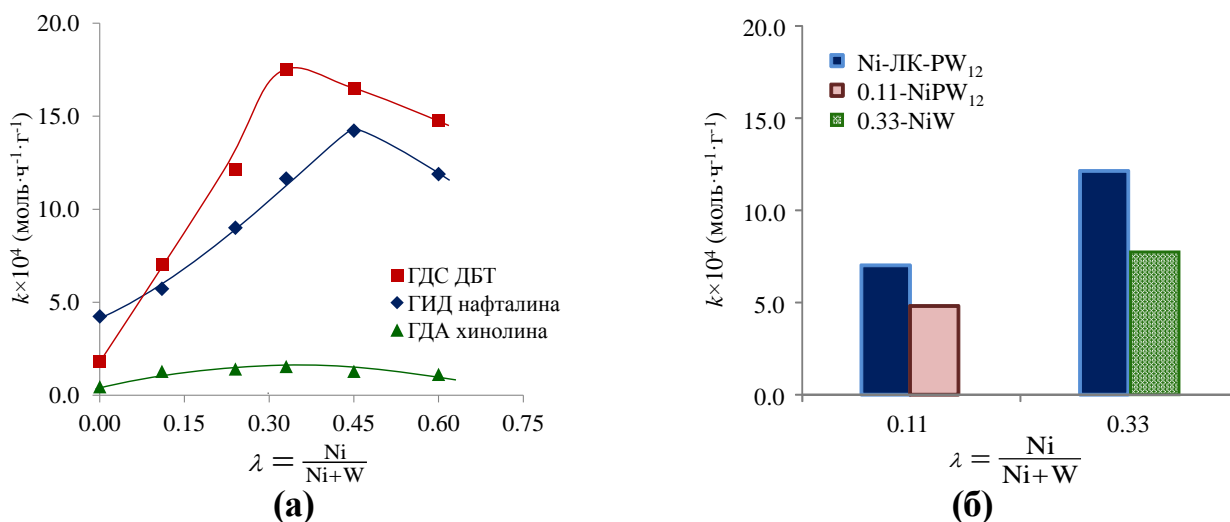 k×10⁴ (моль·ч⁻¹·г⁻¹)
20.0
15.0
10.0
5.0
0.0
ГДС ДБТ
ГИД нафталина
ГДА хинолина
0.00 0.15 0.30 0.45 0.60 0.75
λ = Ni / Ni+W
(а)
k×10⁴ (моль·ч⁻¹·г⁻¹)
20.0
15.0
10.0
5.0
0.0
Ni-ЛК-PW₁₂
0.11-NiPW₁₂
0.33-NiW
0.11 0.33
λ = Ni / Ni+W
(б)